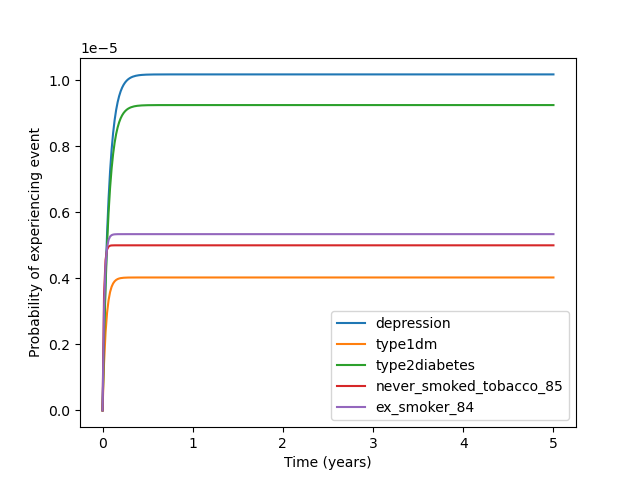 1e−5
1.0
0.8
0.6
0.4
0.2
0.0
Probability of experiencing event
depression
type1dm
type2diabetes
never_smoked_tobacco_85
ex_smoker_84
0 1 2 3 4 5
Time (years)